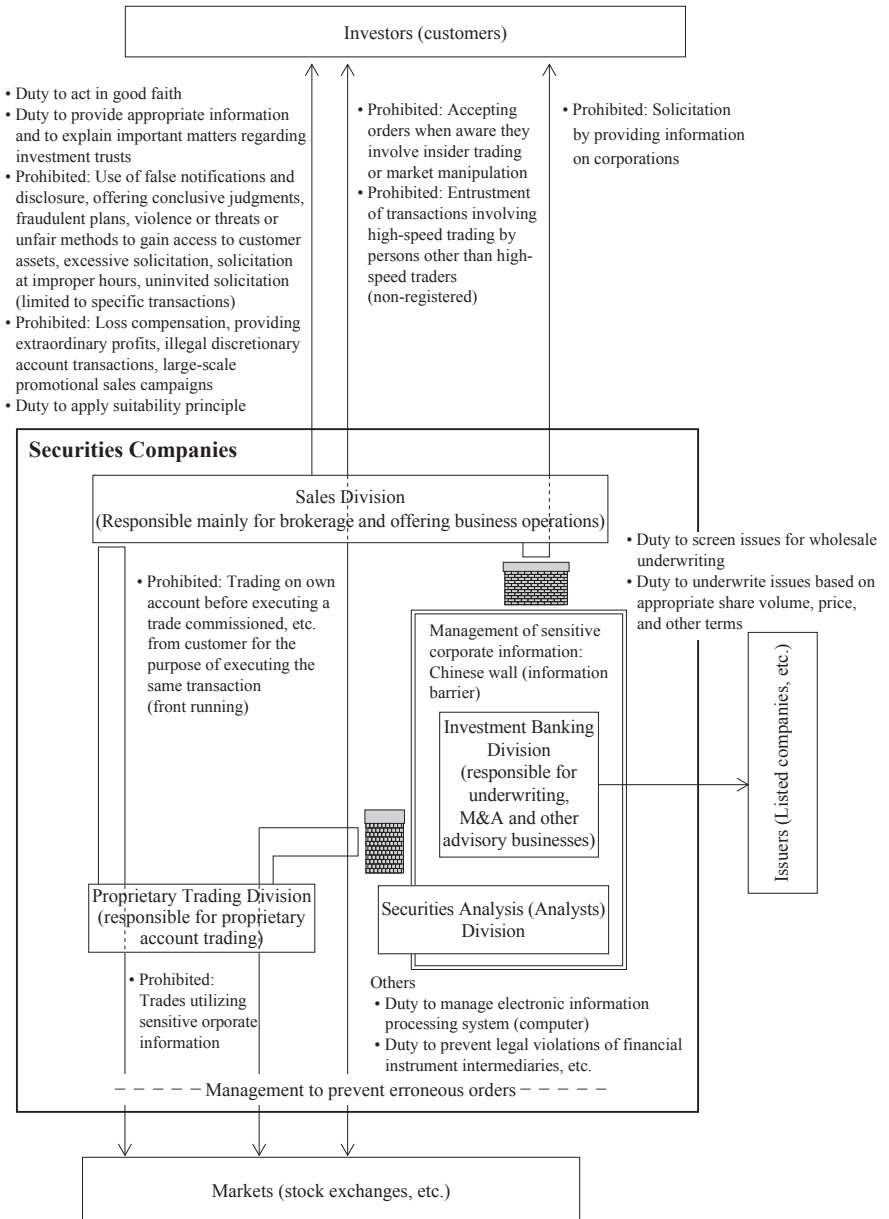 Investors (customers)
• Duty to act in good faith
• Duty to provide appropriate information
and to explain important matters regarding
investment trusts
• Prohibited: Use of false notifications and
disclosure, offering conclusive judgments,
fraudulent plans, violence or threats or
unfair methods to gain access to customer
assets, excessive solicitation, solicitation
at improper hours, uninvited solicitation
(limited to specific transactions)
• Prohibited: Loss compensation, providing
extraordinary profits, illegal discretionary
account transactions, large-scale
promotional sales campaigns
• Duty to apply suitability principle
• Prohibited: Accepting
orders when aware they
involve insider trading
or market manipulation
• Prohibited: Entrustment
of transactions involving
high-speed trading by
persons other than high-
speed traders
(non-registered)
• Prohibited: Solicitation
by providing information
on corporations
Securities Companies
Sales Division
(Responsible mainly for brokerage and offering business operations)
• Duty to screen issues for wholesale
underwriting
• Duty to underwrite issues based on
appropriate share volume, price,
and other terms
• Prohibited: Trading on own
account before executing a
trade commissioned, etc.
from customer for the
purpose of executing the
same transaction
(front running)
Management of sensitive
corporate information:
Chinese wall (information
barrier)
Investment Banking
Division
(responsible for
underwriting,
M&A and other
advisory businesses)
Issuers (Listed companies, etc.)
Proprietary Trading Division
(responsible for proprietary
account trading)
Securities Analysis (Analysts)
Division
• Prohibited:
Trades utilizing
sensitive orporate
information
Others
• Duty to manage electronic information
processing system (computer)
• Duty to prevent legal violations of financial
instrument intermediaries, etc.
Management to prevent erroneous orders
Markets (stock exchanges, etc.)